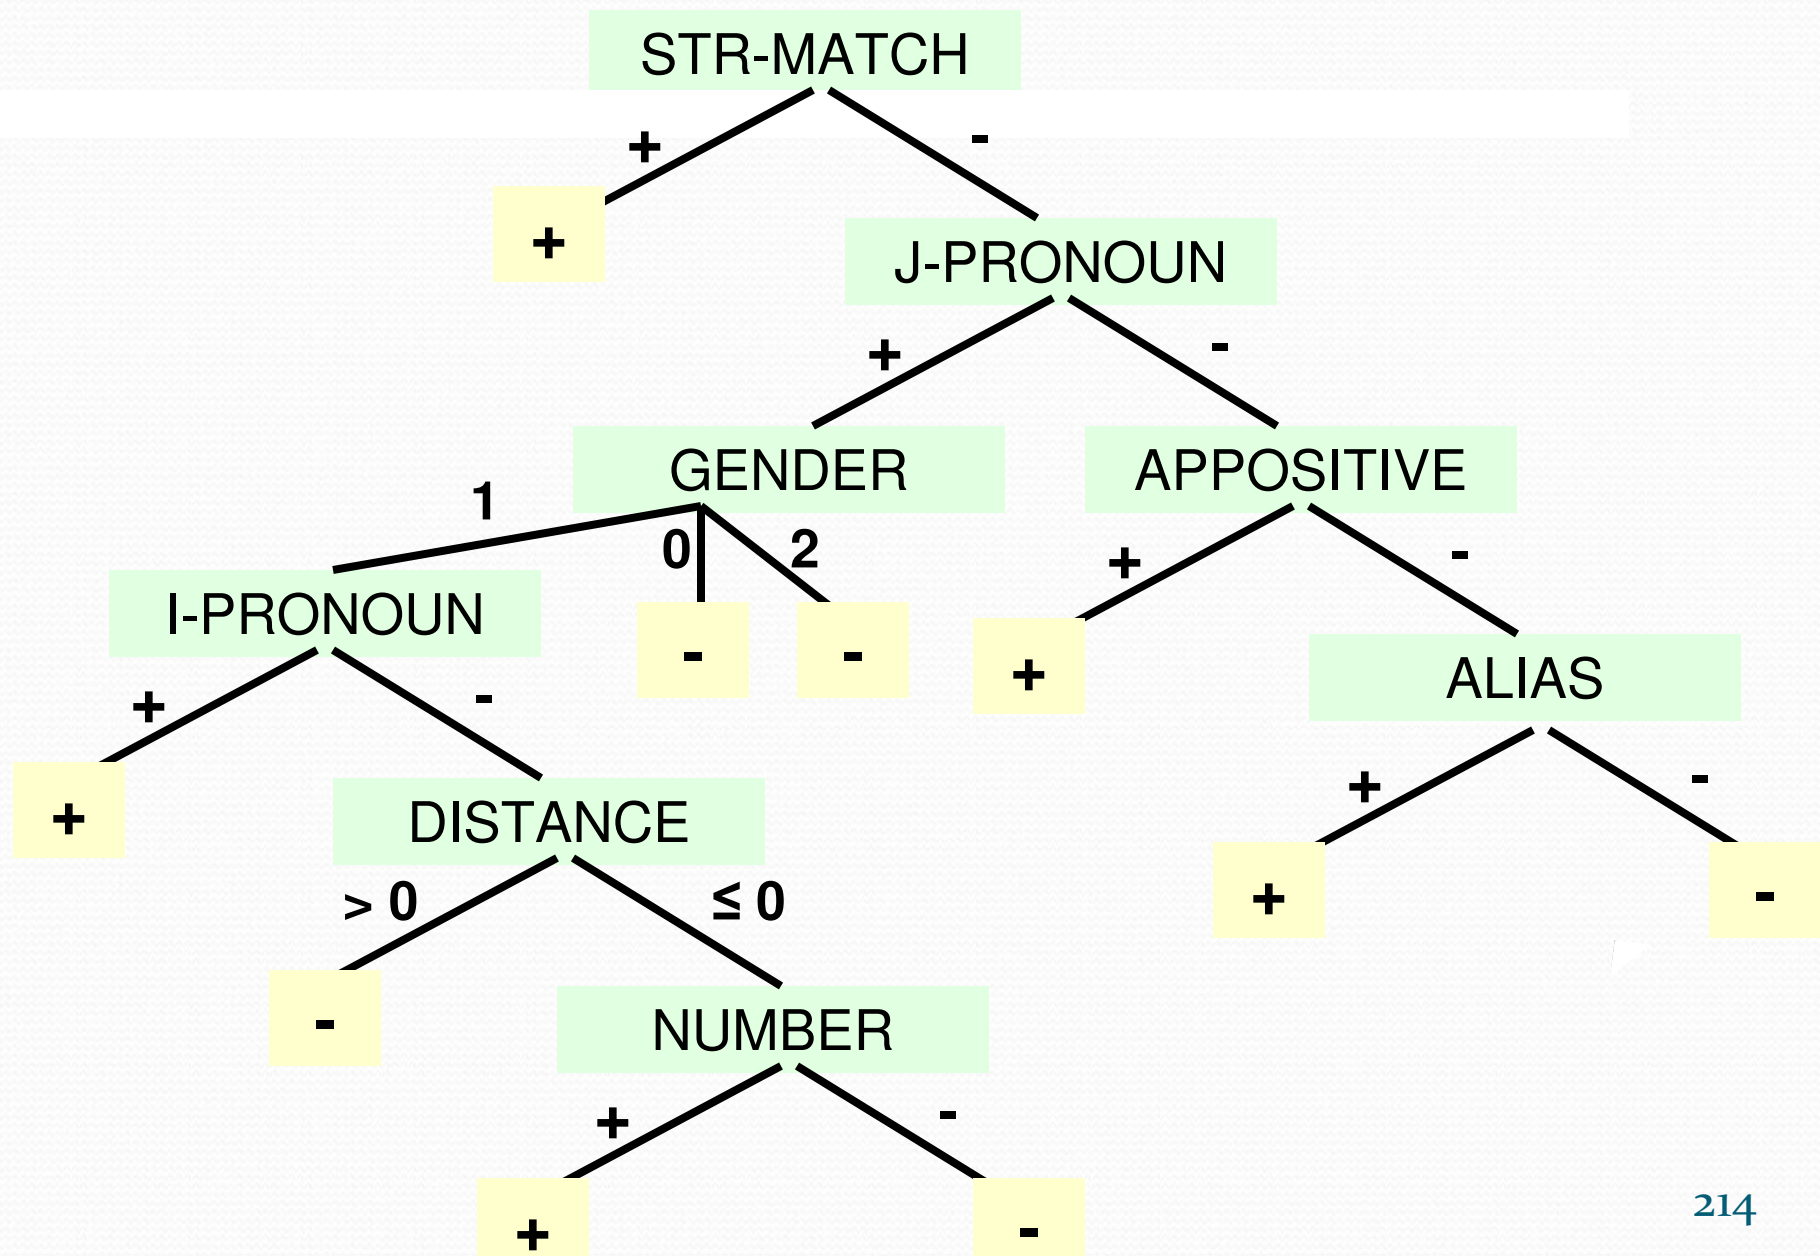 STR-MATCH
+ -
+
J-PRONOUN
+ -
GENDER APPOSITIVE
1 0 2 + -
I-PRONOUN - - + ALIAS
+ - + -
+ DISTANCE + -
> 0 ≤ 0
- NUMBER
+ -
+ -
214